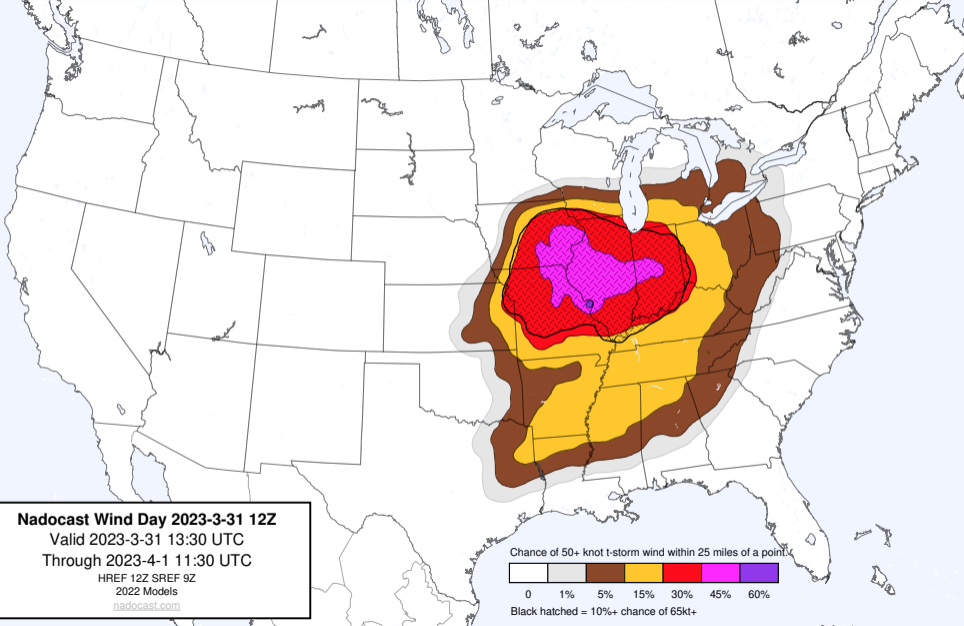 Nadocast Wind Day 2023-3-31 12Z
Valid 2023-3-31 13:30 UTC
Through 2023-4-1 11:30 UTC
HREF 12Z SREF 9Z
2022 Models
nadocast.com
Chance of 50+ knot t-storm wind within 25 miles of a point.
0 1% 5% 15% 30% 45% 60%
Black hatched = 10%+ chance of 65kt+